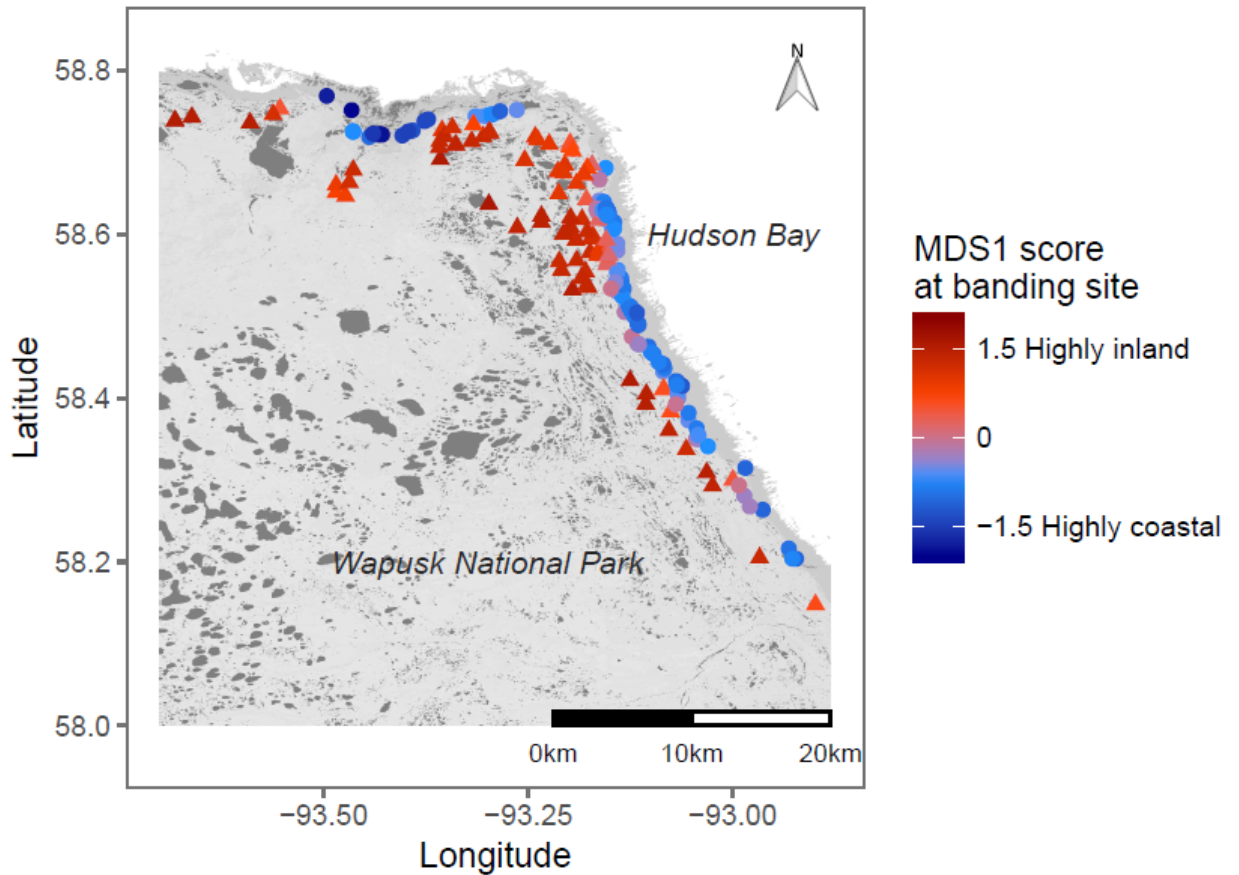 N
58.8
58.6
58.4
58.2
58.0
Latitude
Hudson Bay
Wapusk National Park
0km 10km 20km
−93.50 −93.25 −93.00
Longitude
MDS1 score
at banding site
1.5 Highly inland
0
−1.5 Highly coastal